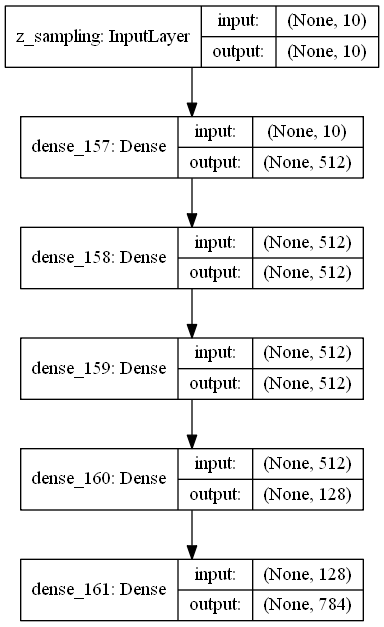 z_sampling: InputLayer input: (None, 10)
output: (None, 10)
dense_157: Dense input: (None, 10)
output: (None, 512)
dense_158: Dense input: (None, 512)
output: (None, 512)
dense_159: Dense input: (None, 512)
output: (None, 512)
dense_160: Dense input: (None, 512)
output: (None, 128)
dense_161: Dense input: (None, 128)
output: (None, 784)